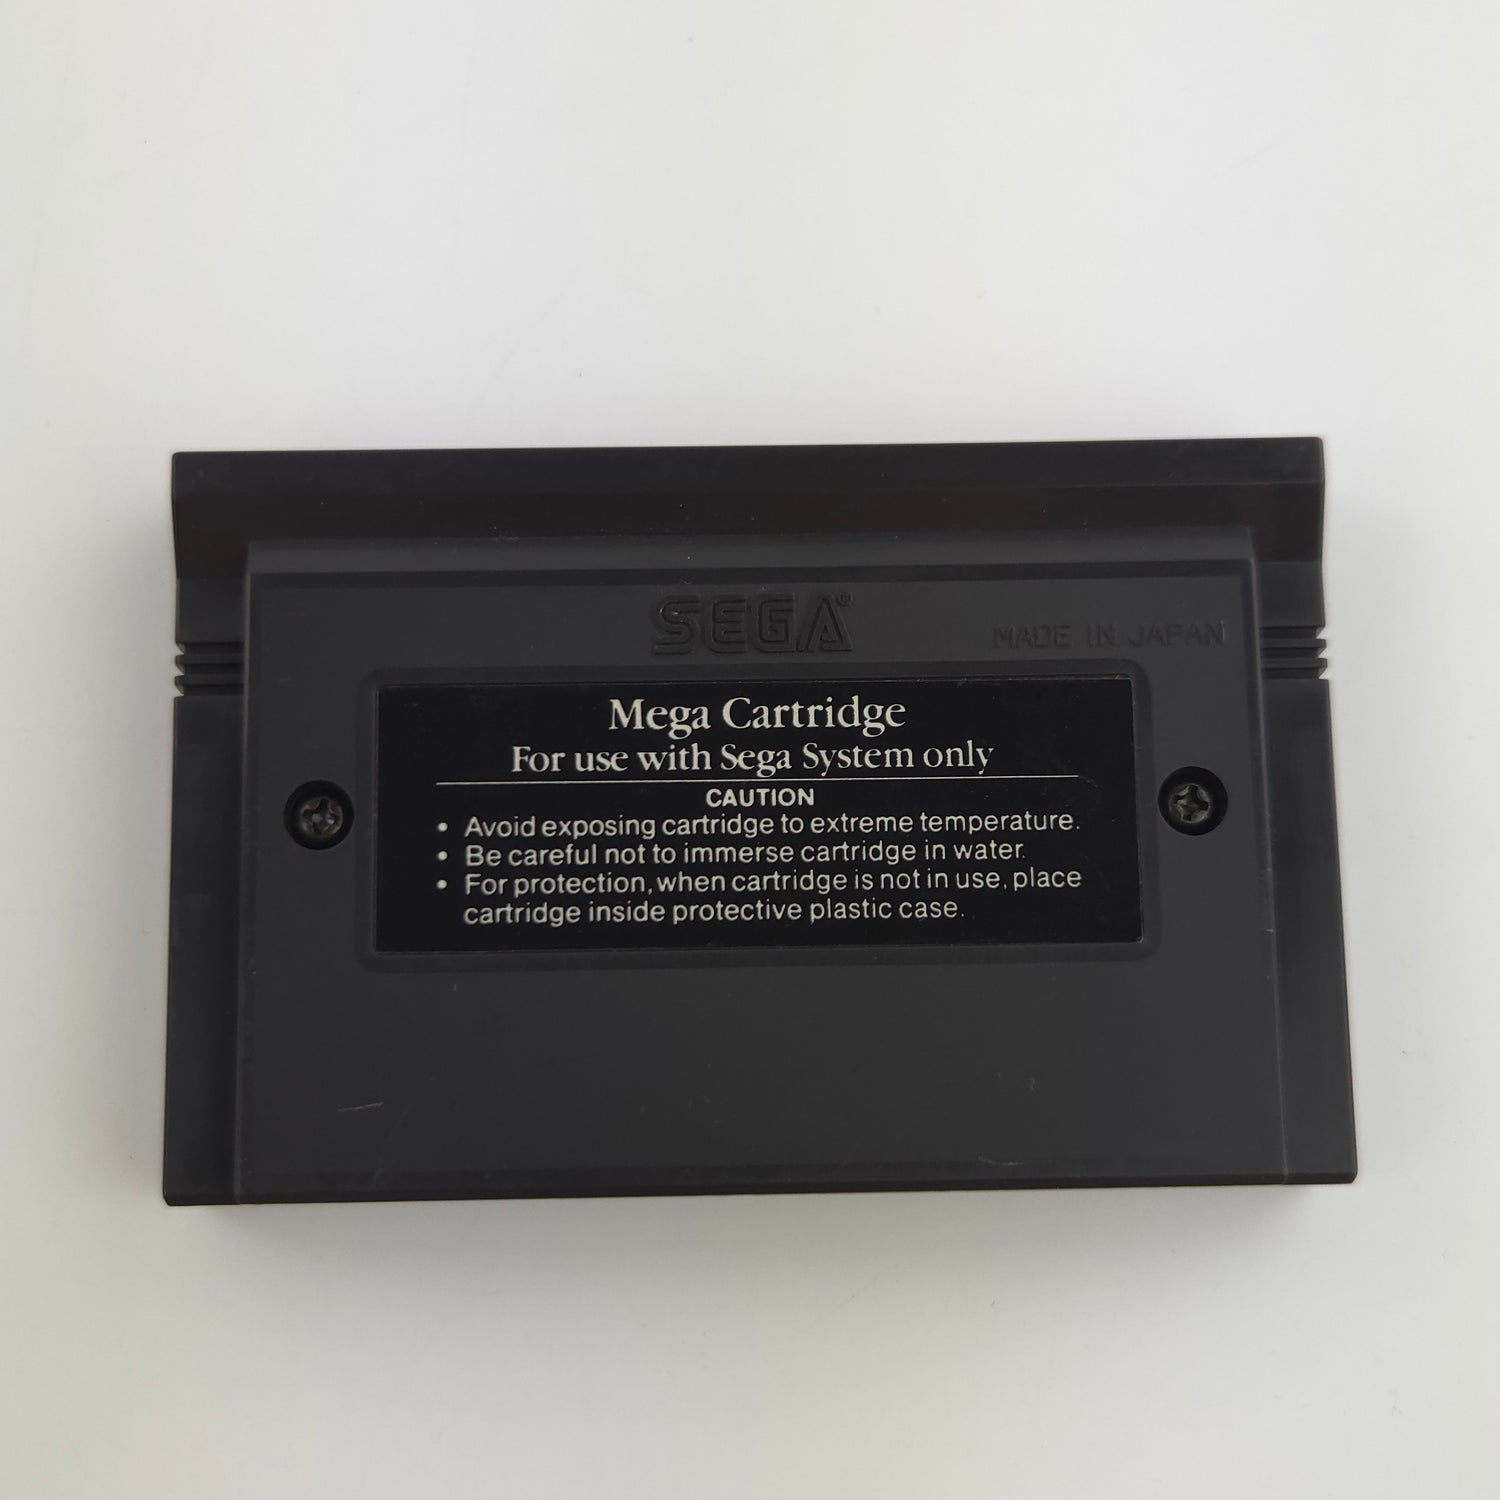 SEGA®
MADE IN JAPAN
Mega Cartridge
For use with Sega System only
CAUTION
• Avoid exposing cartridge to extreme temperature.
• Be careful not to immerse cartridge in water.
• For protection, when cartridge is not in use, place
cartridge inside protective plastic case.